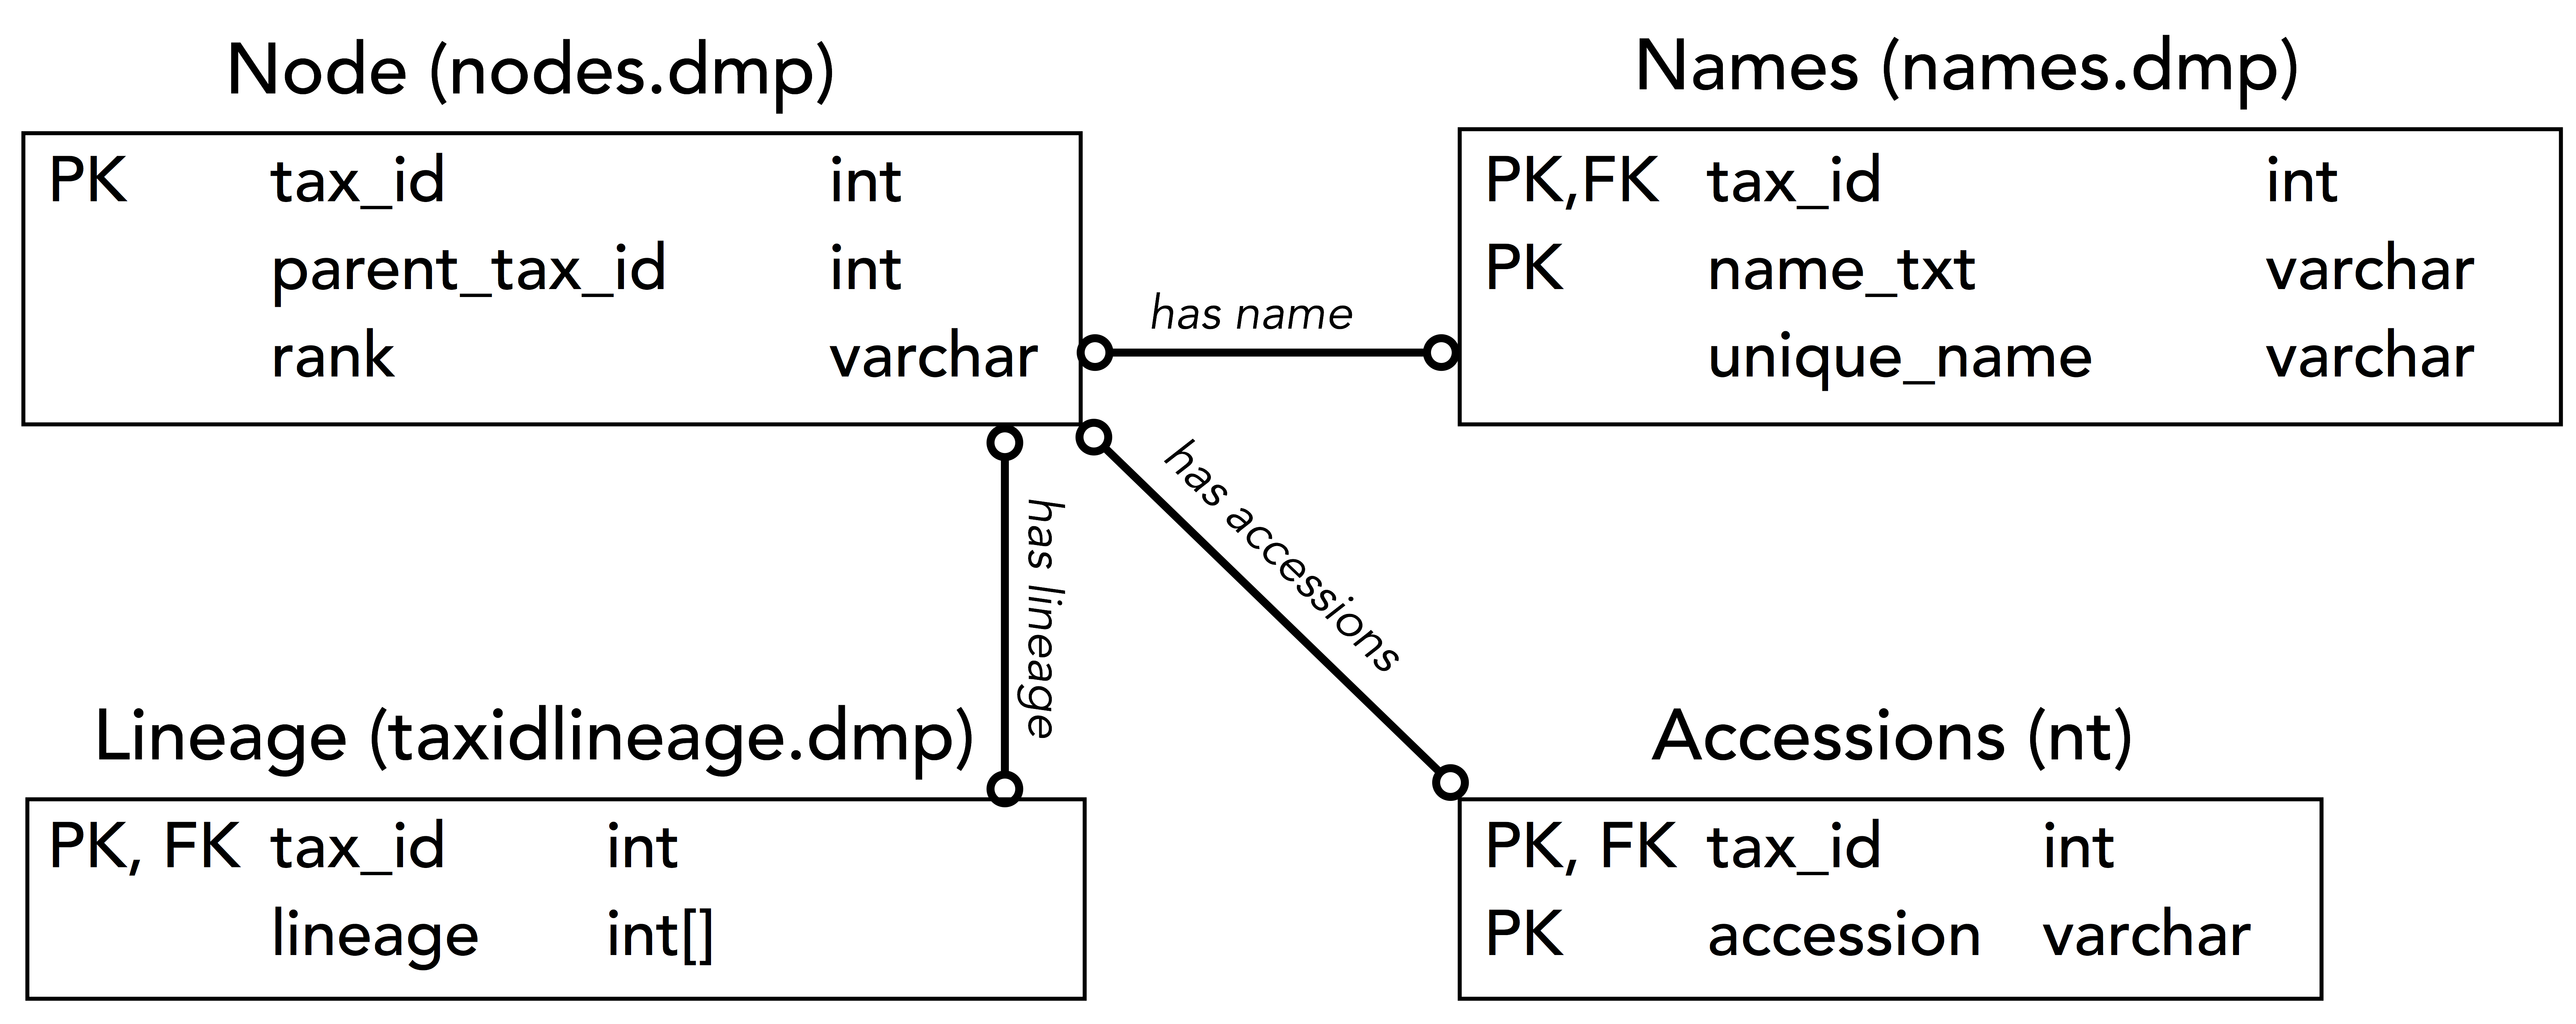 Node (nodes.dmp)
PK tax_id int
parent_tax_id int
rank varchar
Names (names.dmp)
PK,FK tax_id int
PK name_txt varchar
unique_name varchar
has name
has lineage
has accessions
Lineage (taxidlineage.dmp)
PK, FK tax_id int
lineage int[]
Accessions (nt)
PK, FK tax_id int
PK accession varchar